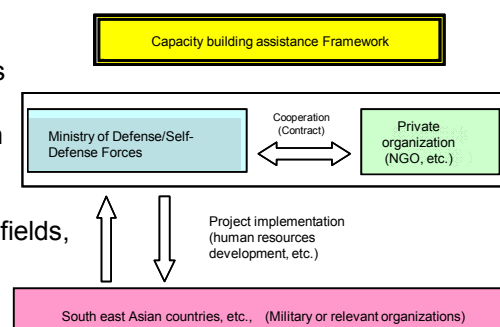 Capacity building assistance Framework
s
Cooperation
(Contract)
Ministry of Defense/Self-
Defense Forces
Private
organization
(NGO, etc.)
n
fields,
Project implementation
(human resources
development, etc.)
South east Asian countries, etc., (Military or relevant organizations)